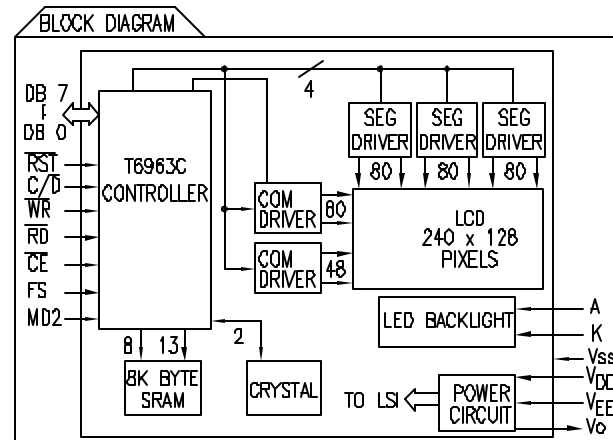 BLOCK DIAGRAM
DB 7
DB 0
RST
C/D
WR
RD
CE
FS
MD2
T6963C
CONTROLLER
4
SEG
DRIVER
SEG
DRIVER
SEG
DRIVER
80
80
80
COM
DRIVER
80
COM
DRIVER
48
LCD
240 x 128
PIXELS
LED BACKLIGHT
A
K
Vss
VDD
VEE
Vo
8
13
2
8K BYTE
SRAM
CRYSTAL
TO LSI
POWER
CIRCUIT